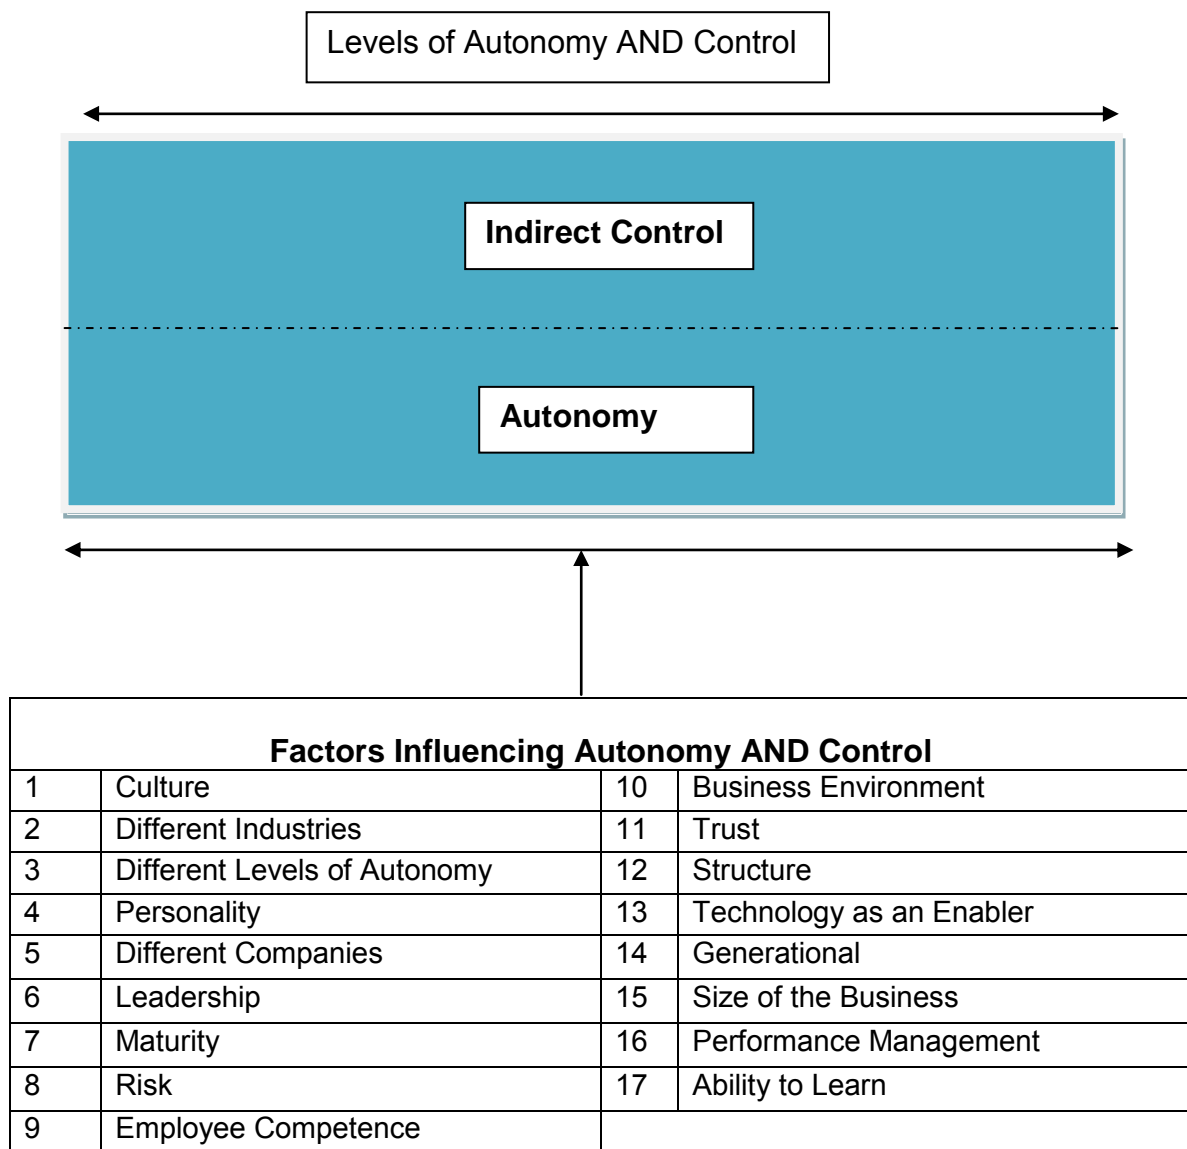 Levels of Autonomy AND Control
Indirect Control
Autonomy
Factors Influencing Autonomy AND Control
1 Culture 10 Business Environment
2 Different Industries 11 Trust
3 Different Levels of Autonomy 12 Structure
4 Personality 13 Technology as an Enabler
5 Different Companies 14 Generational
6 Leadership 15 Size of the Business
7 Maturity 16 Performance Management
8 Risk 17 Ability to Learn
9 Employee Competence